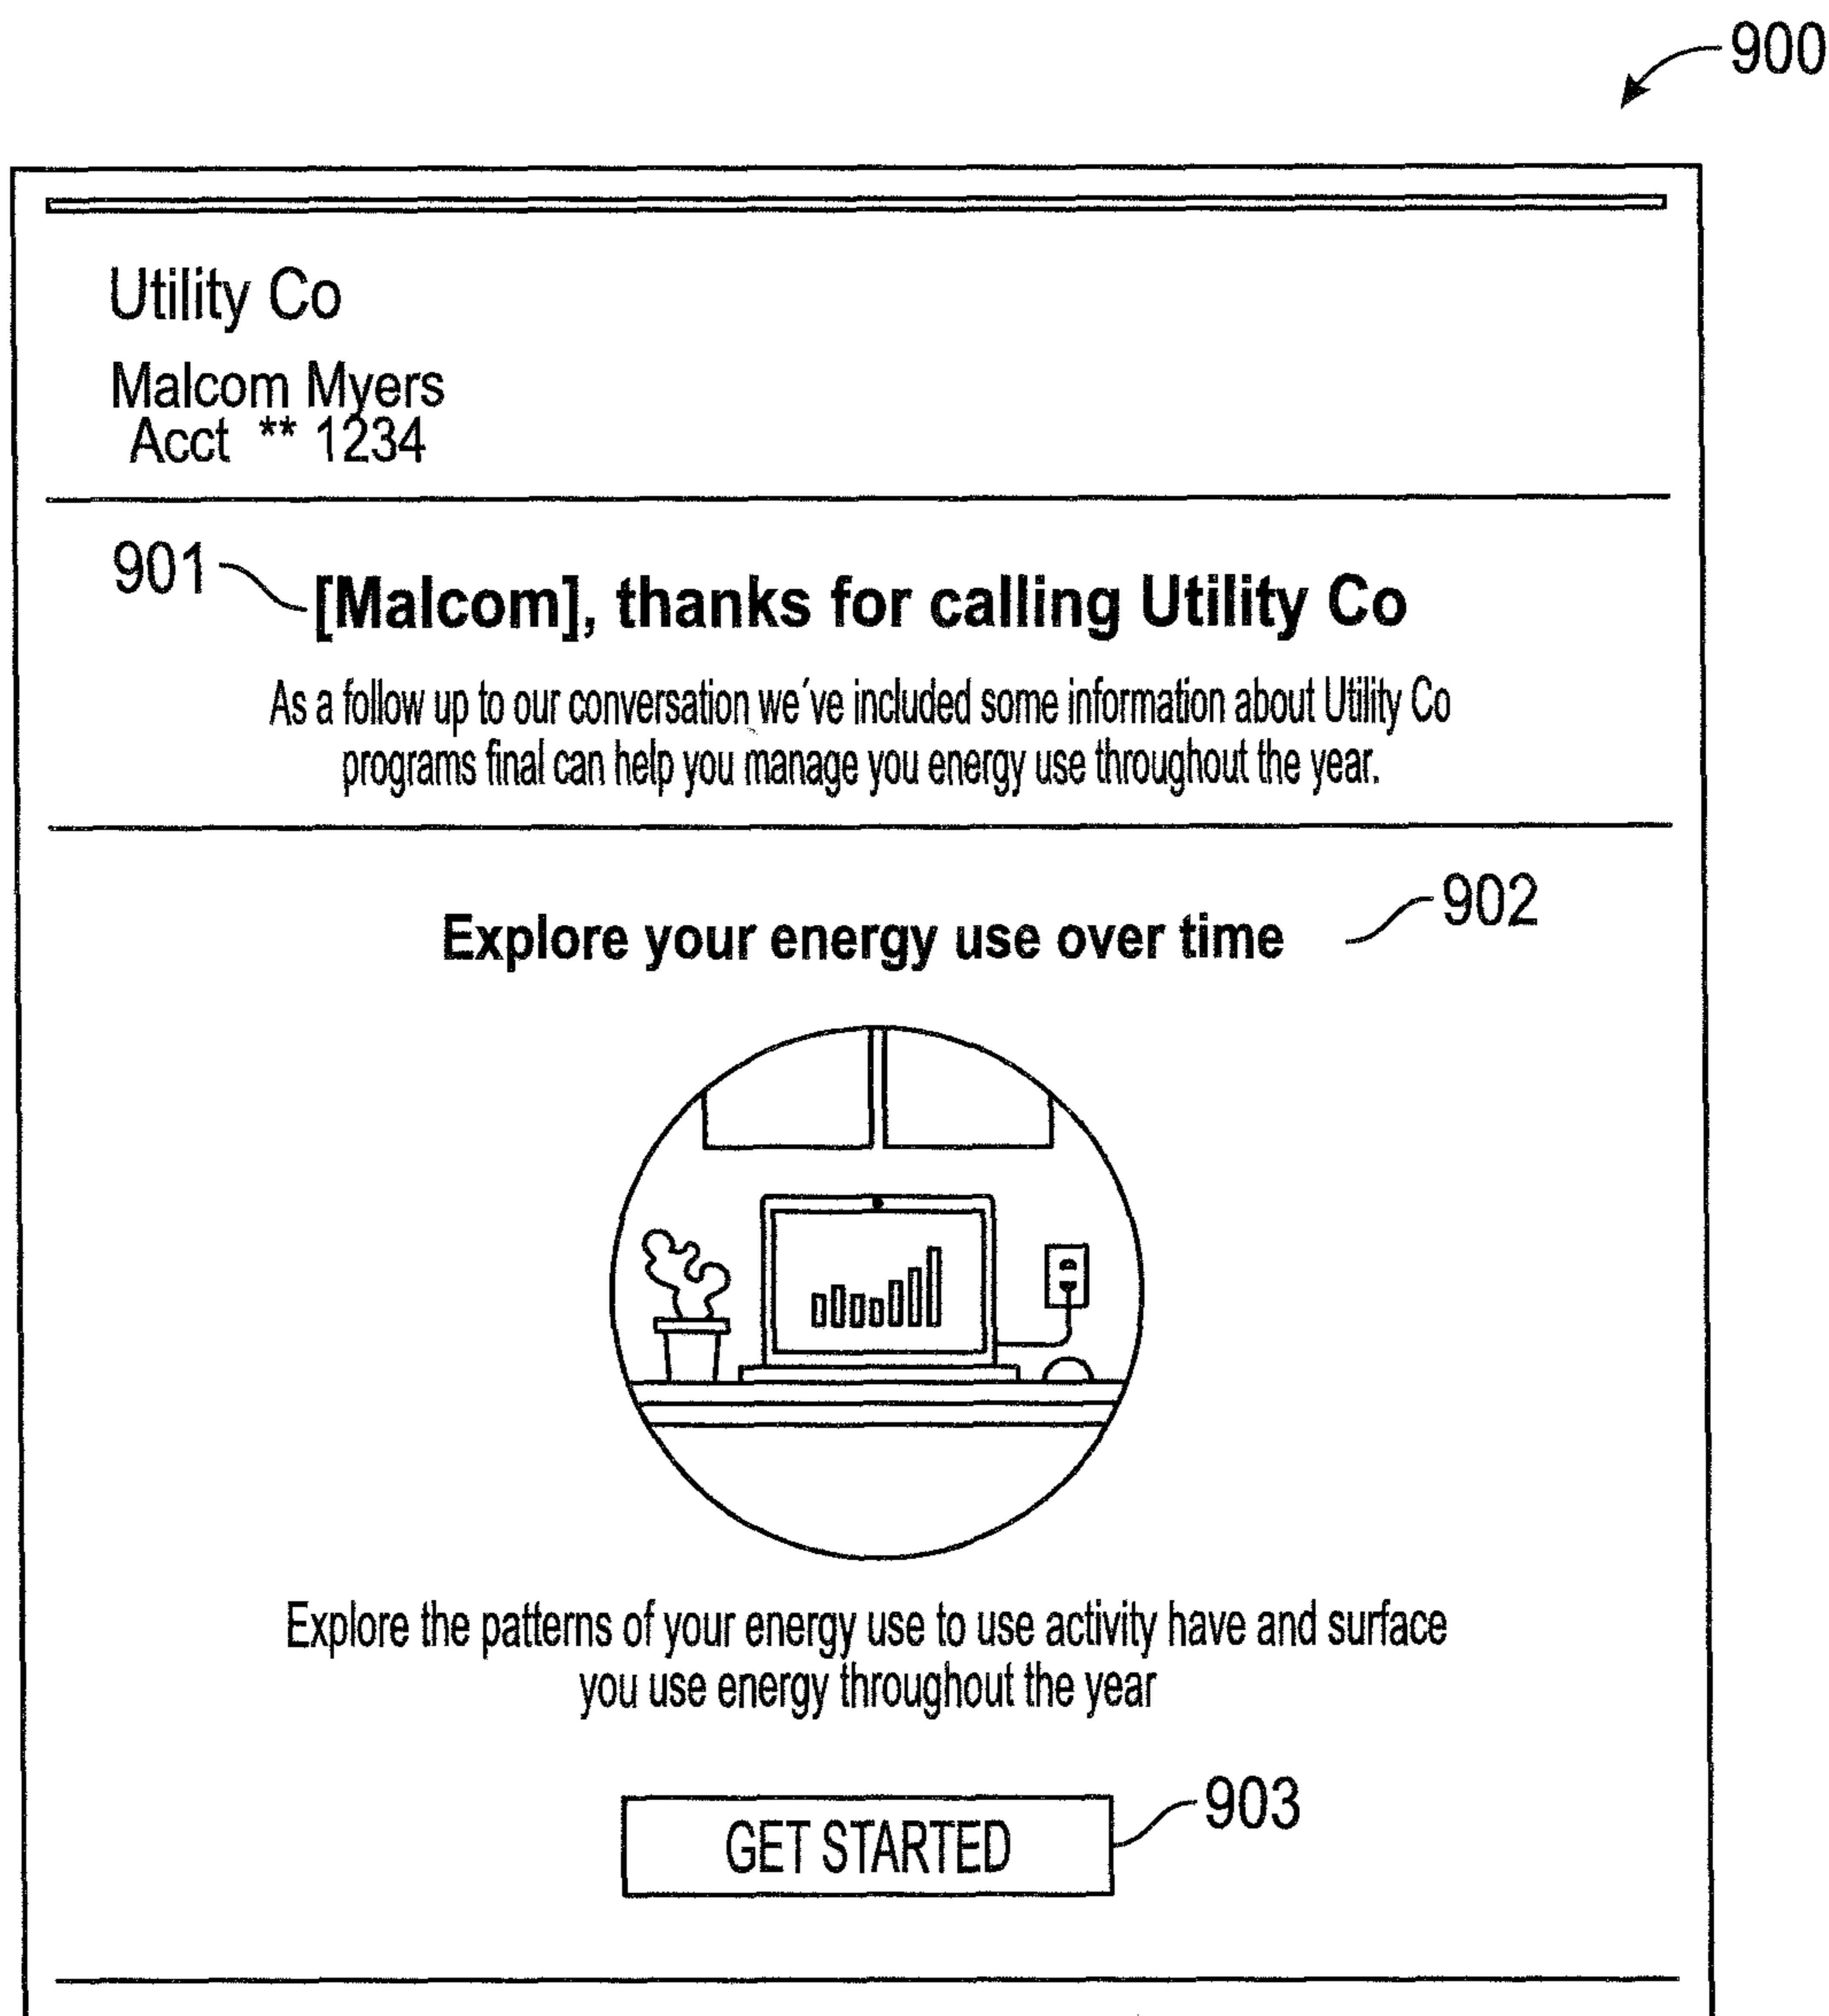 900
Utility Co
Malcom Myers
Acct ** 1234
901
[Malcom], thanks for calling Utility Co
As a follow up to our conversation we´ve included some information about Utility Co
programs final can help you manage you energy use throughout the year.
902
Explore your energy use over time
Explore the patterns of your energy use to use activity have and surface
you use energy throughout the year
903
GET STARTED